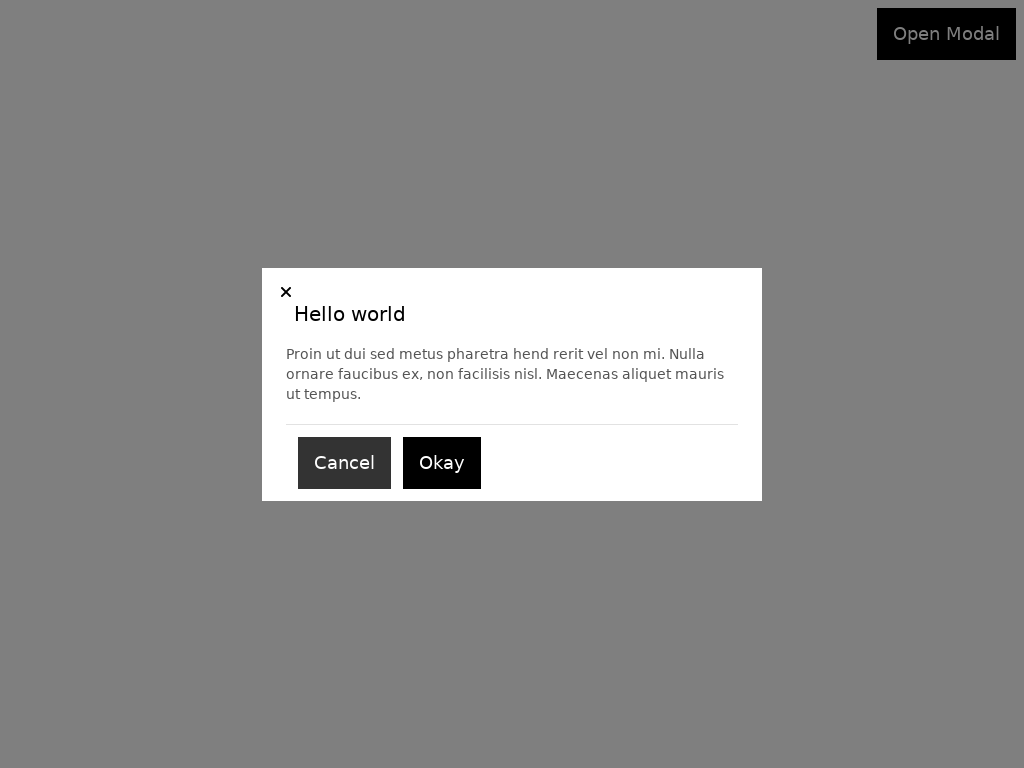 Open Modal
Hello world
Proin ut dui sed metus pharetra hend rerit vel non mi. Nulla
ornare faucibus ex, non facilisis nisl. Maecenas aliquet mauris
ut tempus.
Cancel Okay